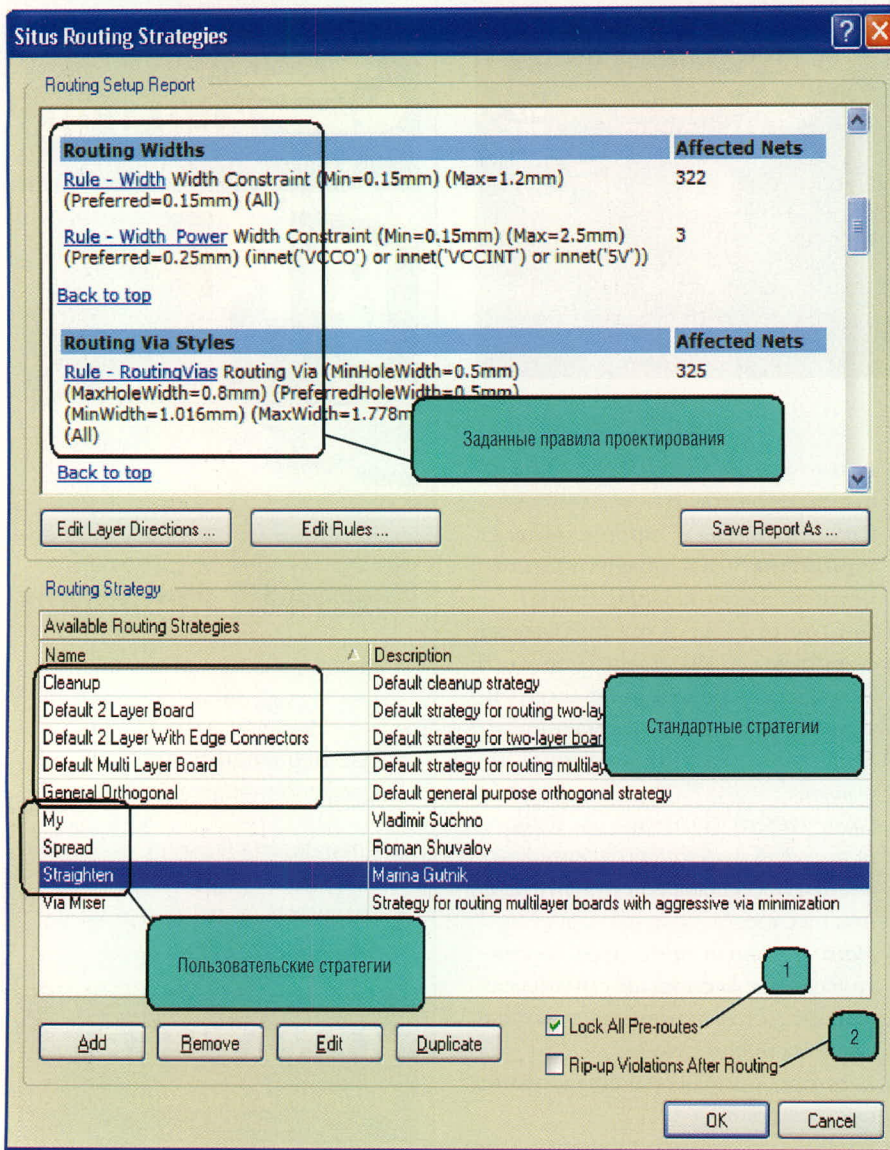 Situs Routing Strategies
Routing Setup Report
Routing Widths Affected Nets
Rule - Width Width Constraint (Min=0.15mm) (Max=1.2mm) 322
(Preferred=0.15mm) (All)
Rule - Width_Power Width Constraint (Min=0.15mm) (Max=2.5mm) 3
(Preferred=0.25mm) (innet('VCCO') or innet('VCCINT') or innet('5V'))
Back to top
Routing Via Styles Affected Nets
Rule - RoutingVias Routing Via (MinHoleWidth=0.5mm) 325
(MaxHoleWidth=0.8mm) (PreferredHoleWidth=0.5mm)
(MinWidth=1.016mm) (MaxWidth=1.778m
(All)
Заданные правила проектирования
Back to top
Edit Layer Directions ... Edit Rules ... Save Report As ...
Routing Strategy
Available Routing Strategies
Name Description
Cleanup Default cleanup strategy
Default 2 Layer Board Default strategy for routing two-lay
Default 2 Layer With Edge Connectors Default strategy for two-layer boar
Стандартные стратегии
Default Multi Layer Board Default strategy for routing multilay
General Orthogonal Default general purpose orthogonal strategy
My Vladimir Suchno
Spread Roman Shuvalov
Straighten Marina Gutnik
Via Miser Strategy for routing multilayer boards with aggressive via minimization
Пользовательские стратегии
1
Add Remove Edit Duplicate
Lock All Pre-routes
2
Rip-up Violations After Routing
OK Cancel